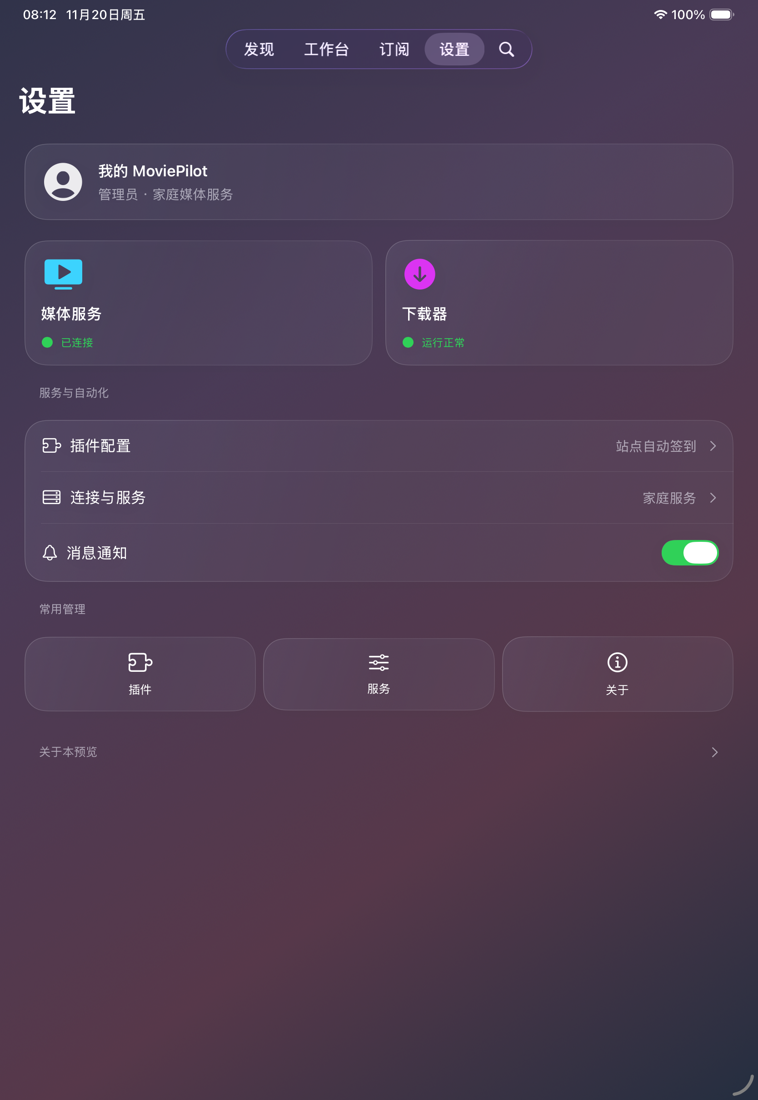 08:12 11月20日周五 100%
发现 工作台 订阅 设置
设置
我的 MoviePilot
管理员 · 家庭媒体服务
媒体服务
已连接
下载器
运行正常
服务与自动化
插件配置 站点自动签到
连接与服务 家庭服务
消息通知
常用管理
插件
服务
关于
关于本预览